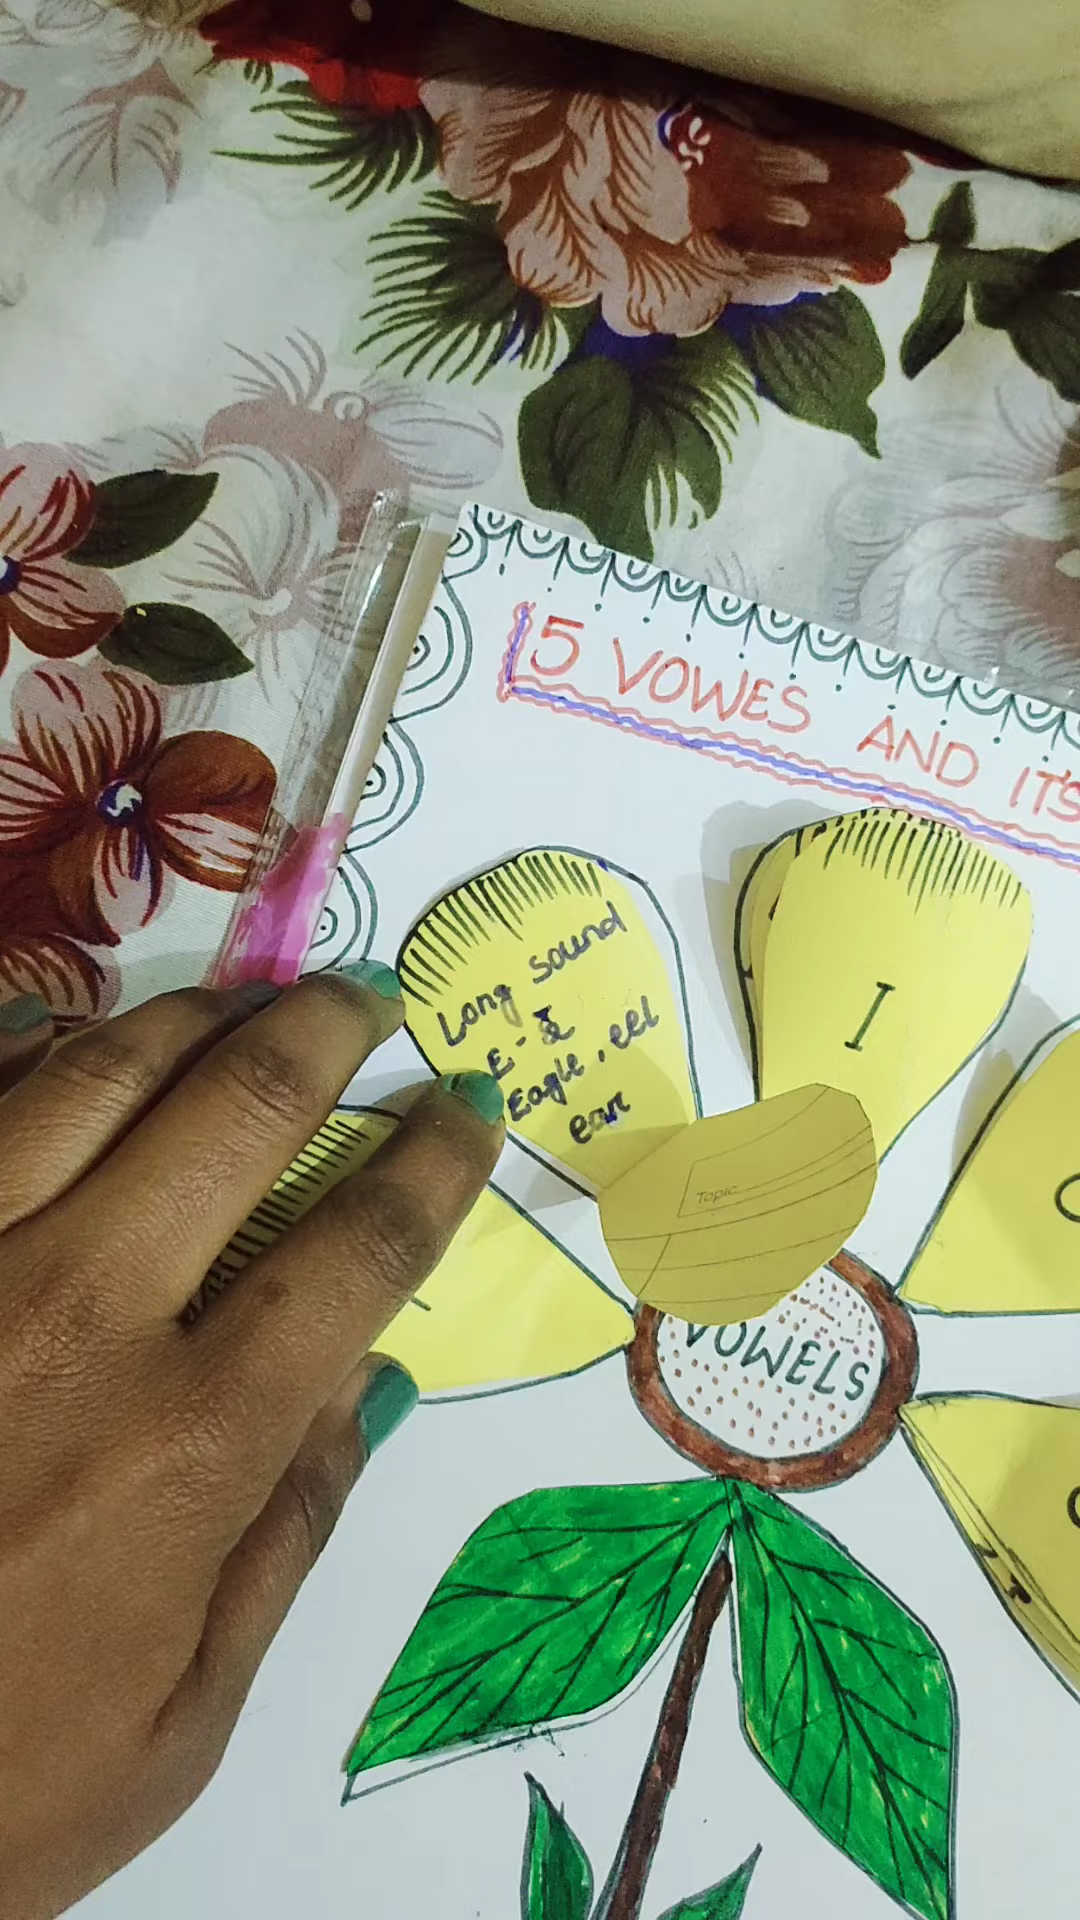 5 VOWES AND ITS
Long sound
E-
Eagle, eel
ear
I
Topic
VOWELS